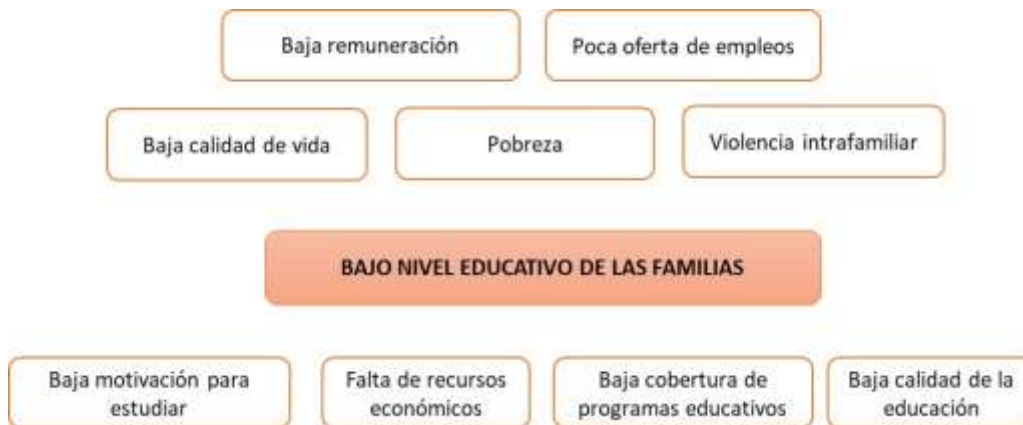 Baja remuneración
Poca oferta de empleos
Baja calidad de vida
Pobreza
Violencia intrafamiliar
BAJO NIVEL EDUCATIVO DE LAS FAMILIAS
Baja motivación para
estudiar
Falta de recursos
económicos
Baja cobertura de
programas educativos
Baja calidad de la
educación